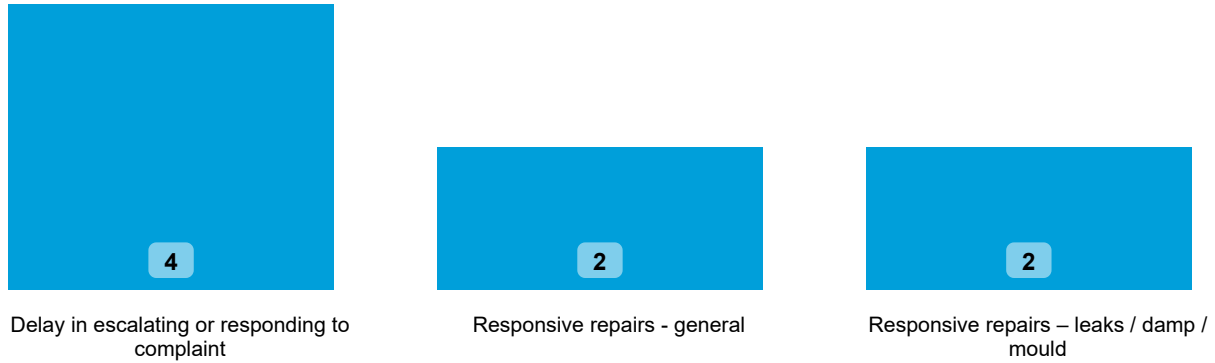 4
2
2
Delay in escalating or responding to
complaint
Responsive repairs - general
Responsive repairs – leaks / damp /
mould